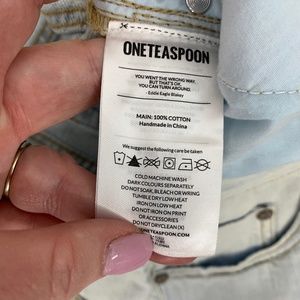 ONETEASPOON
YOU WENT THE WRONG WAY
BUT THAT'S OK,
YOU CAN TURN AROUND.
- Eddie Eagle Blakey
MAIN: 100% COTTON
Handmade in China
We suggest the following care be taken
COLD MACHINE WASH
DARK COLOURS SEPARATELY
DO NOT SOAK, BLEACH OR WRING
TUMBLE DRY LOW HEAT
IRON ON LOW HEAT
DO NOT IRON ON PRINT
OR ACCESSORIES
DO NOT DRYCLEAN (X)
ONETEASPOON.COM